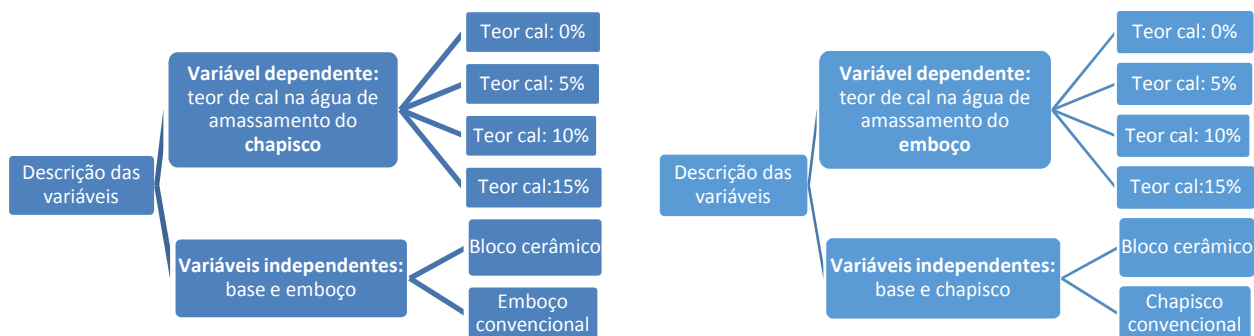 Descrição das
variáveis
Variável dependente:
teor de cal na água de
amassamento do
chapisco
Teor cal: 0%
Teor cal: 5%
Teor cal: 10%
Teor cal:15%
Variáveis independentes:
base e emboço
Bloco cerâmico
Emboço
convencional
Descrição das
variáveis
Variável dependente:
teor de cal na água de
amassamento do
emboço
Teor cal: 0%
Teor cal: 5%
Teor cal: 10%
Teor cal: 15%
Variáveis independentes:
base e chapisco
Bloco cerâmico
Chapisco
convencional